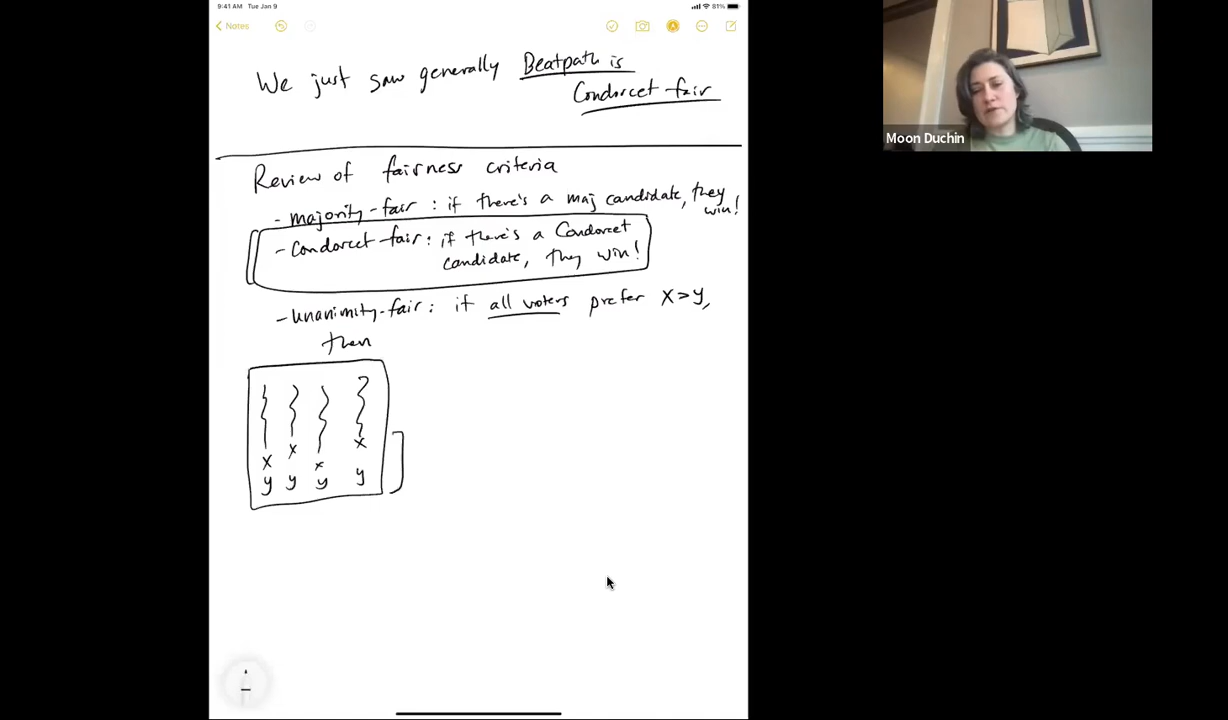 9:41 AM Tue Jan 9
81%
Notes
We just saw generally Beatpath is
Condorcet fair
Moon Duchin
Review of fairness criteria
- majority-fair : if there's a maj candidate, they
win!
- Condorcet-fair: if there's a Condorcet
candidate, they win!
- Unanimity-fair: if all voters prefer x>y,
then
x x x x
y y y y